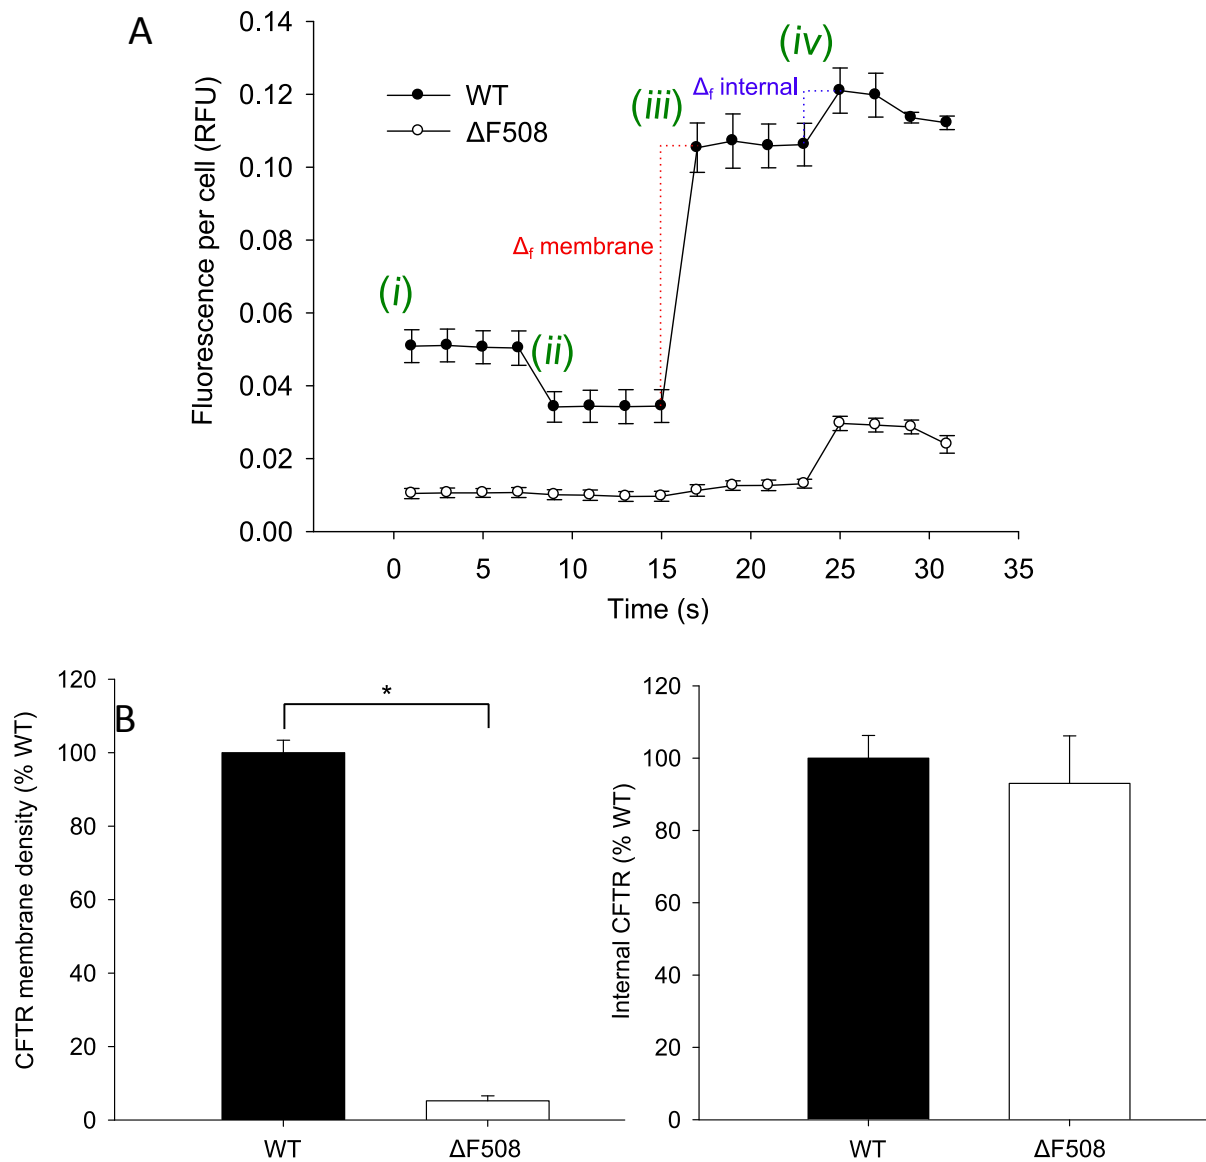 A
Fluorescence per cell (RFU)
0.14
0.12
0.10
0.08
0.06
0.04
0.02
0.00
WT
ΔF508
(i)
(ii)
(iii)
(iv)
Δf membrane
Δf internal
0 5 10 15 20 25 30 35
Time (s)
B
CFTR membrane density (% WT)
120
100
80
60
40
20
0
*
WT ΔF508
Internal CFTR (% WT)
120
100
80
60
40
20
0
WT ΔF508